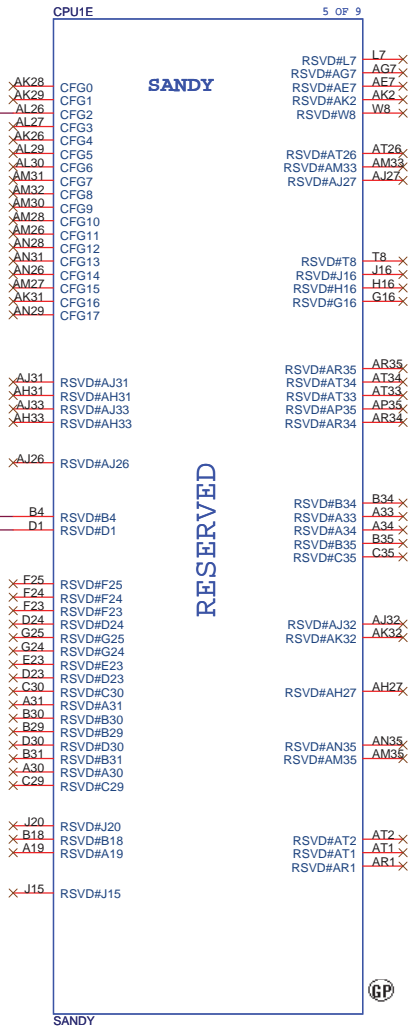 CPU1E 5 OF 9
SANDY
AK28 CFG0
AK29 CFG1
AL26 CFG2
AL27 CFG3
AK26 CFG4
AL29 CFG5
AL30 CFG6
AM31 CFG7
AM32 CFG8
AM30 CFG9
AM28 CFG10
AM26 CFG11
AN28 CFG12
AN31 CFG13
AN26 CFG14
AM27 CFG15
AK31 CFG16
AN29 CFG17
AJ31 RSVD#AJ31
AH31 RSVD#AH31
AJ33 RSVD#AJ33
AH33 RSVD#AH33
AJ26 RSVD#AJ26
B4 RSVD#B4
D1 RSVD#D1
F25 RSVD#F25
F24 RSVD#F24
F23 RSVD#F23
D24 RSVD#D24
G25 RSVD#G25
G24 RSVD#G24
E23 RSVD#E23
D23 RSVD#D23
C30 RSVD#C30
A31 RSVD#A31
B30 RSVD#B30
B29 RSVD#B29
D30 RSVD#D30
B31 RSVD#B31
A30 RSVD#A30
C29 RSVD#C29
J20 RSVD#J20
B18 RSVD#B18
A19 RSVD#A19
J15 RSVD#J15
RESERVED
RSVD#L7 L7
RSVD#AG7 AG7
RSVD#AE7 AE7
RSVD#AK2 AK2
RSVD#W8 W8
RSVD#AT26 AT26
RSVD#AM33 AM33
RSVD#AJ27 AJ27
RSVD#T8 T8
RSVD#J16 J16
RSVD#H16 H16
RSVD#G16 G16
RSVD#AR35 AR35
RSVD#AT34 AT34
RSVD#AT33 AT33
RSVD#AP35 AP35
RSVD#AR34 AR34
RSVD#B34 B34
RSVD#A33 A33
RSVD#A34 A34
RSVD#B35 B35
RSVD#C35 C35
RSVD#AJ32 AJ32
RSVD#AK32 AK32
RSVD#AH27 AH27
RSVD#AN35 AN35
RSVD#AM35 AM35
RSVD#AT2 AT2
RSVD#AT1 AT1
RSVD#AR1 AR1
GP
SANDY